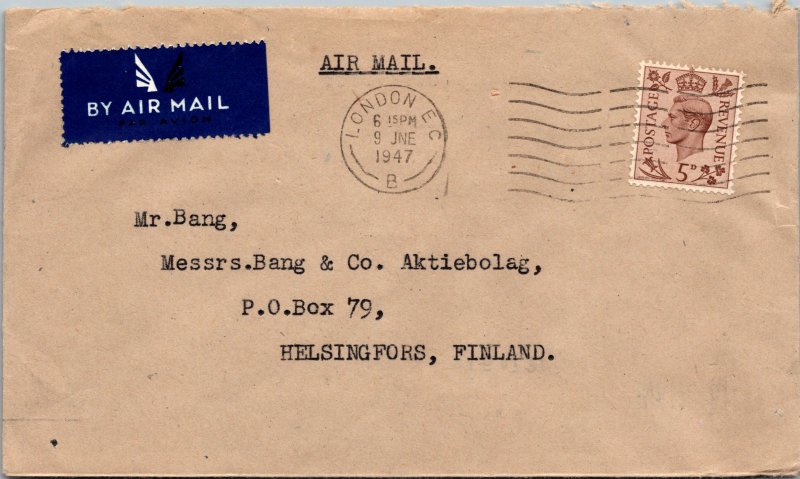 AIR MAIL.
BY AIR MAIL
PAR AVION
LONDON E.C.
6 15PM
9 JNE
1947
B
POSTAGE REVENUE
5D
Mr.Bang,
Messrs.Bang & Co. Aktiebolag,
P.O.Box 79,
HELSINGFORS, FINLAND.